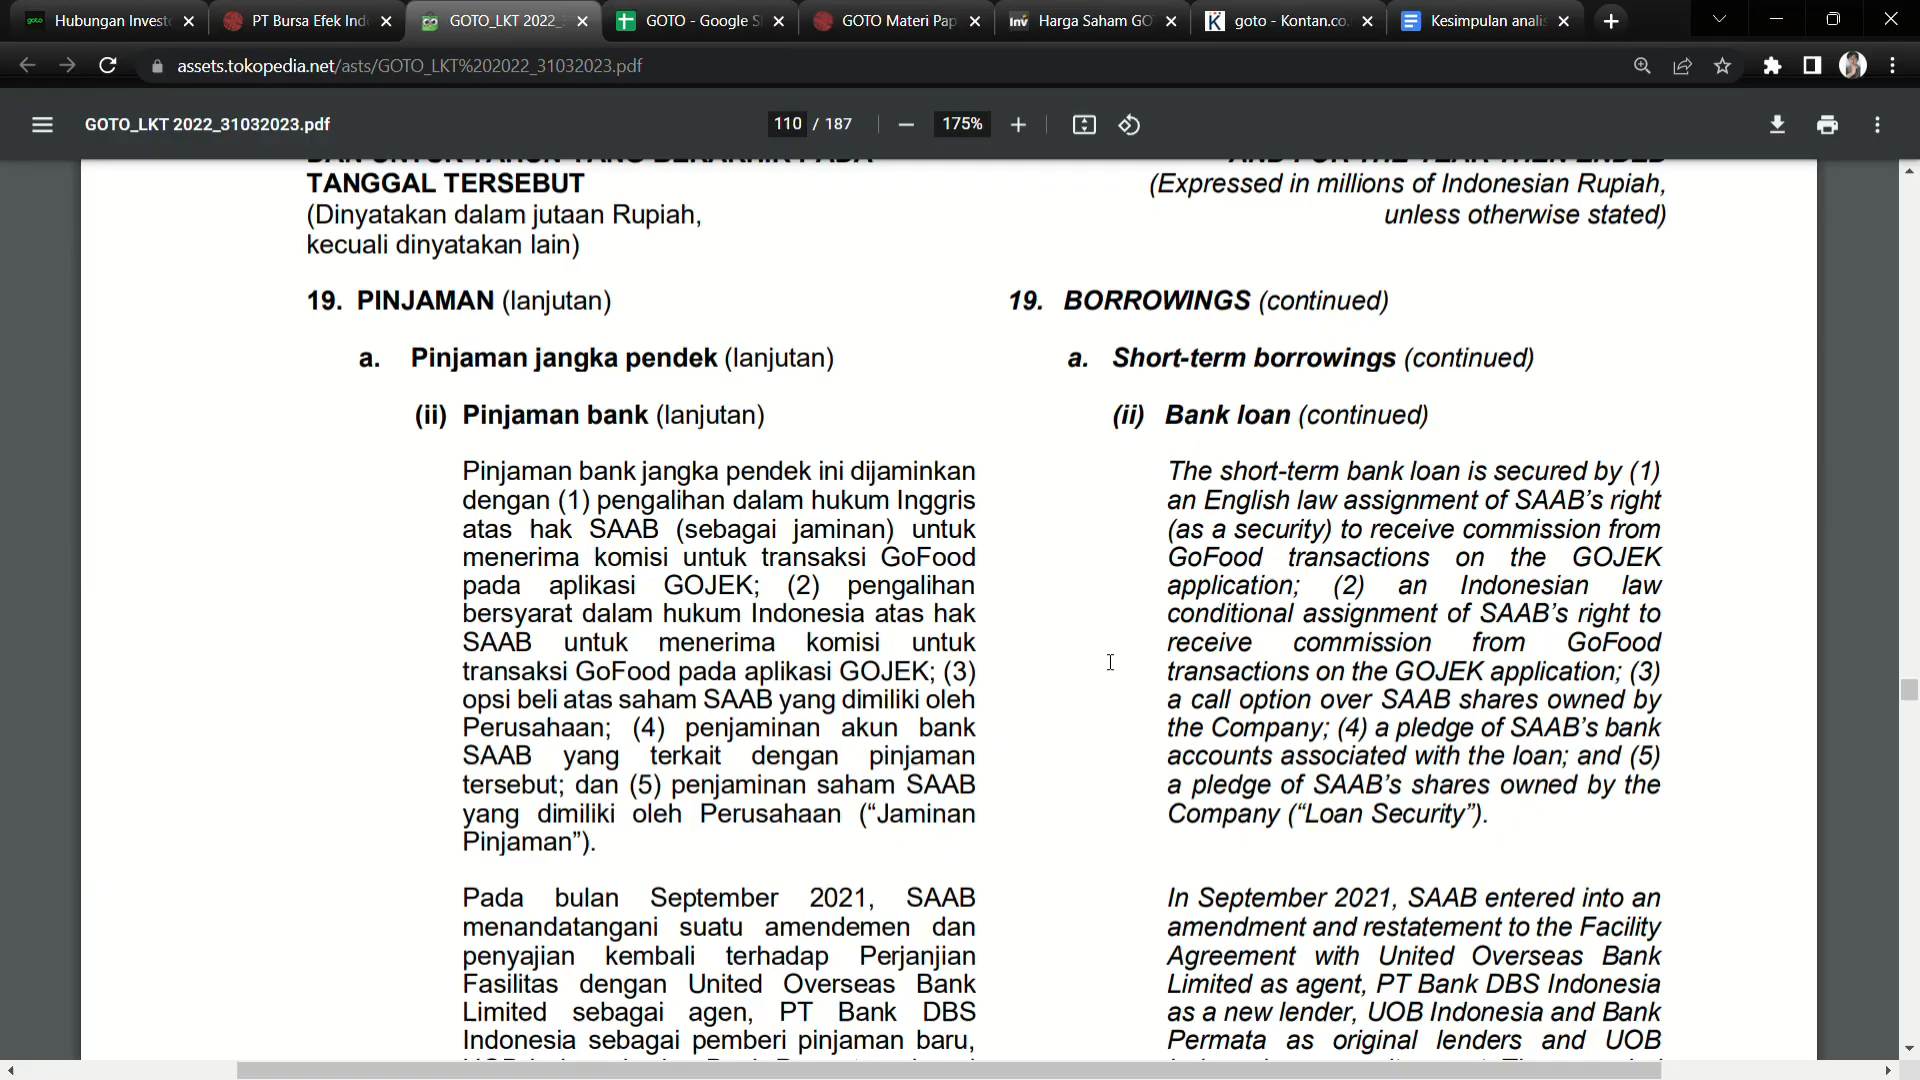 Hubungan Invest
PT Bursa Efek Ind
GOTO_LKT 2022_
GOTO - Google S
GOTO Materi Pap
Harga Saham GO
goto - Kontan.co.
Kesimpulan analis
assets.tokopedia.net/asts/GOTO_LKT%202022_31032023.pdf
GOTO_LKT 2022_31032023.pdf
110 / 187
175%
TANGGAL TERSEBUT
(Dinyatakan dalam jutaan Rupiah,
kecuali dinyatakan lain)
AND FOR THE YEAR THEN ENDED
(Expressed in millions of Indonesian Rupiah,
unless otherwise stated)
19. PINJAMAN (lanjutan)
a. Pinjaman jangka pendek (lanjutan)
(ii) Pinjaman bank (lanjutan)
Pinjaman bank jangka pendek ini dijaminkan
dengan (1) pengalihan dalam hukum Inggris
atas hak SAAB (sebagai jaminan) untuk
menerima komisi untuk transaksi GoFood
pada aplikasi GOJEK; (2) pengalihan
bersyarat dalam hukum Indonesia atas hak
SAAB untuk menerima komisi untuk
transaksi GoFood pada aplikasi GOJEK; (3)
opsi beli atas saham SAAB yang dimiliki oleh
Perusahaan; (4) penjaminan akun bank
SAAB yang terkait dengan pinjaman
tersebut; dan (5) penjaminan saham SAAB
yang dimiliki oleh Perusahaan (“Jaminan
Pinjaman”).
Pada bulan September 2021, SAAB
menandatangani suatu amendemen dan
penyajian kembali terhadap Perjanjian
Fasilitas dengan United Overseas Bank
Limited sebagai agen, PT Bank DBS
Indonesia sebagai pemberi pinjaman baru,
19. BORROWINGS (continued)
a. Short-term borrowings (continued)
(ii) Bank loan (continued)
The short-term bank loan is secured by (1)
an English law assignment of SAAB’s right
(as a security) to receive commission from
GoFood transactions on the GOJEK
application; (2) an Indonesian law
conditional assignment of SAAB’s right to
receive commission from GoFood
transactions on the GOJEK application; (3)
a call option over SAAB shares owned by
the Company; (4) a pledge of SAAB’s bank
accounts associated with the loan; and (5)
a pledge of SAAB’s shares owned by the
Company (“Loan Security”).
In September 2021, SAAB entered into an
amendment and restatement to the Facility
Agreement with United Overseas Bank
Limited as agent, PT Bank DBS Indonesia
as a new lender, UOB Indonesia and Bank
Permata as original lenders and UOB